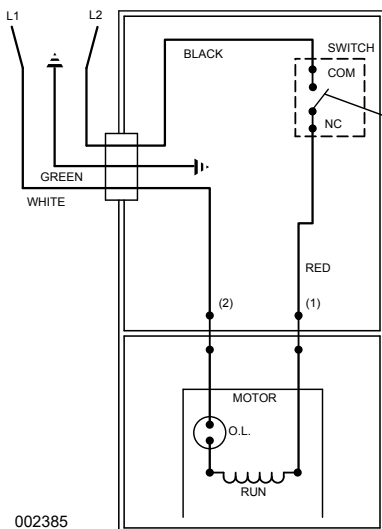 L1
L2
BLACK
SWITCH
COM
NC
GREEN
WHITE
RED
(2)
(1)
MOTOR
O.L.
RUN
002385